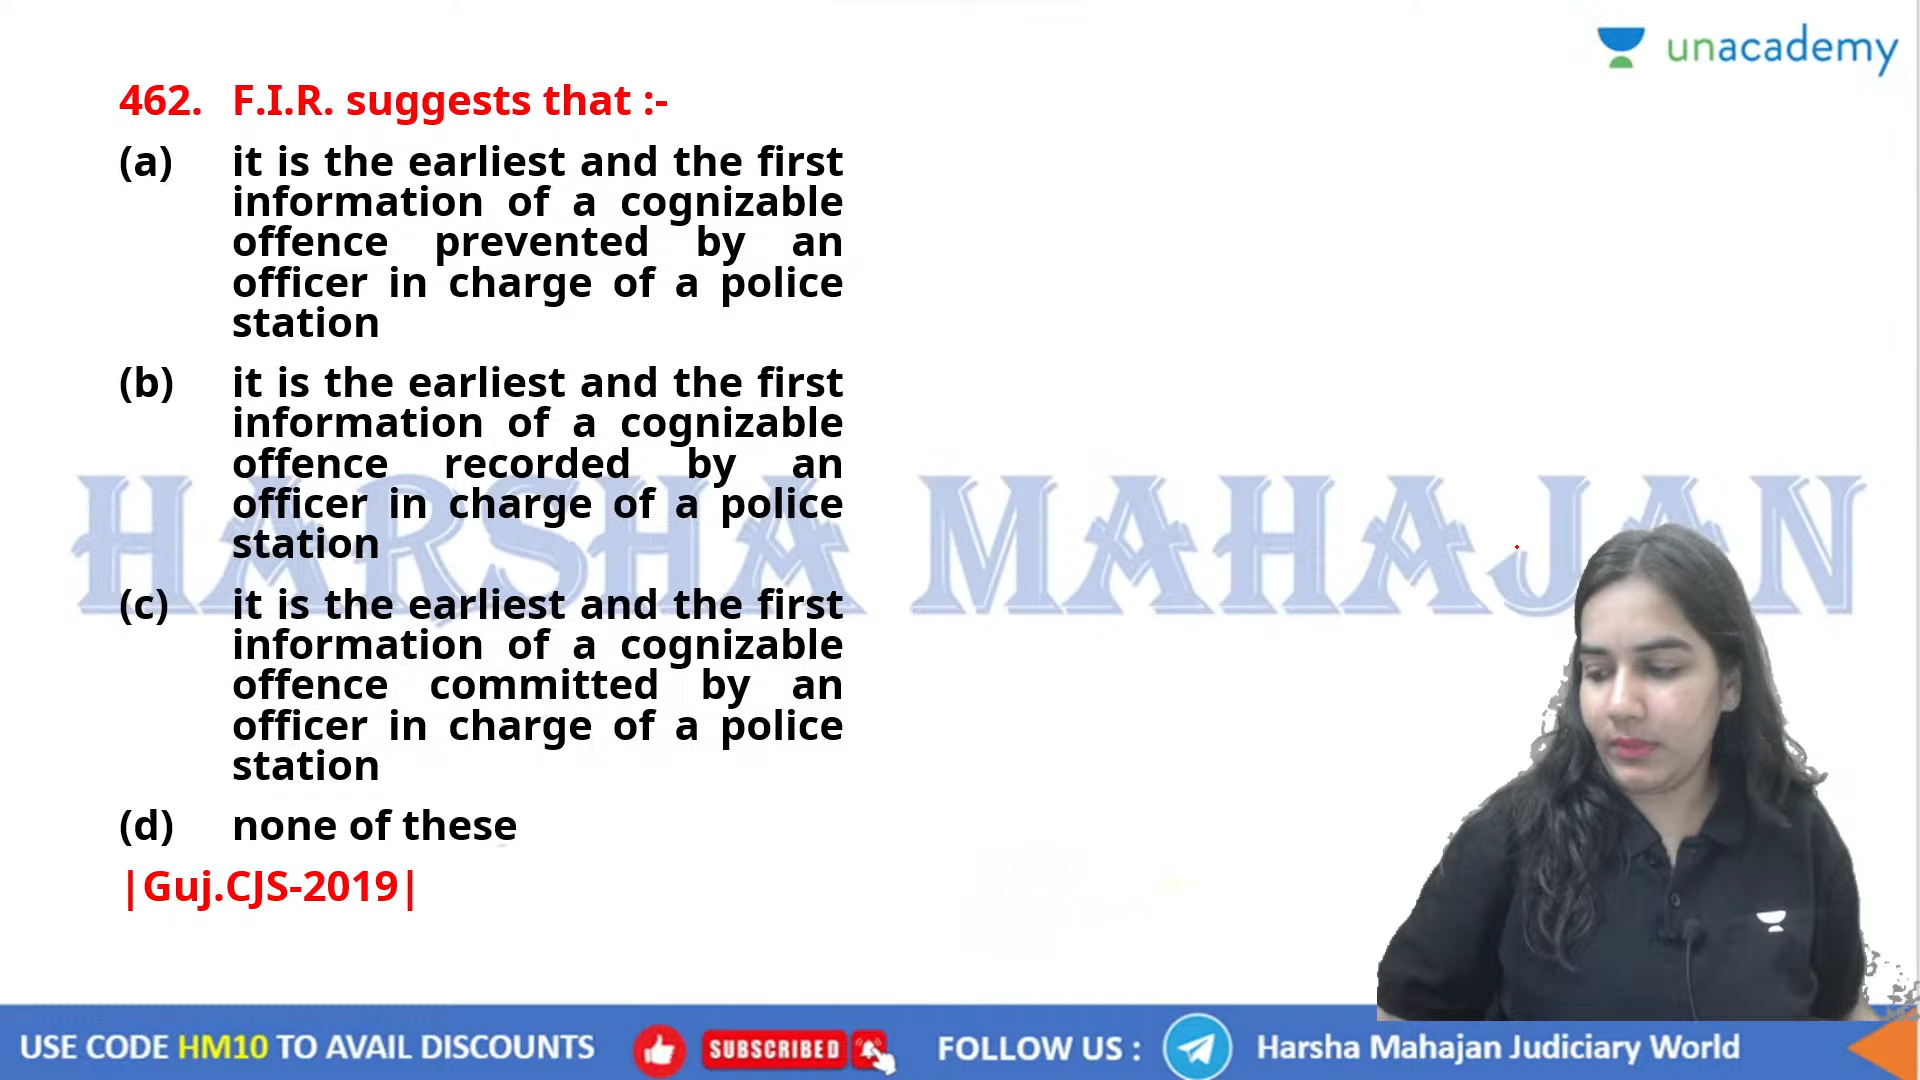 unacademy
462. F.I.R. suggests that :-
(a) it is the earliest and the first
information of a cognizable
offence prevented by an
officer in charge of a police
station
(b) it is the earliest and the first
information of a cognizable
offence recorded by an
officer in charge of a police
station
(c) it is the earliest and the first
information of a cognizable
offence committed by an
officer in charge of a police
station
(d) none of these
|Guj.CJS-2019|
HARSHA MAHAJAN
USE CODE HM10 TO AVAIL DISCOUNTS
SUBSCRIBED
FOLLOW US :
Harsha Mahajan Judiciary World